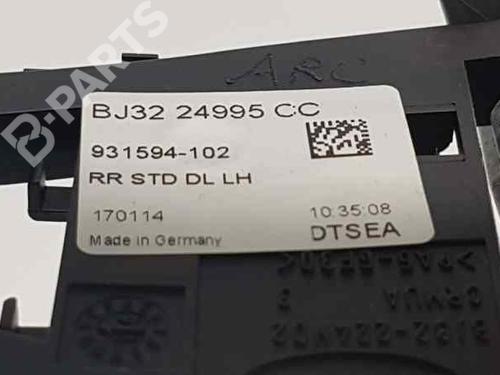 B-PARTS
ARC
BJ32 24995 CC
931594-102
RR STD DL LH
170114
10:35:08
Made in Germany
DTSEA
B-PARTS